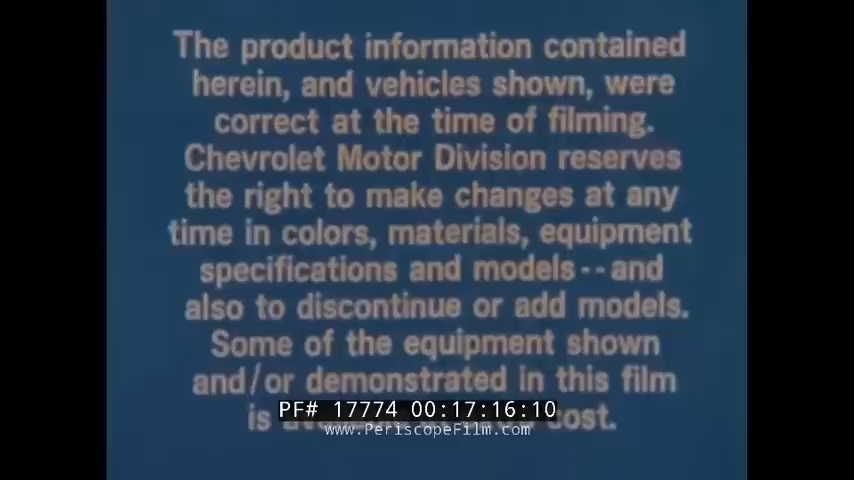 The product information contained
herein, and vehicles shown, were
correct at the time of filming.
Chevrolet Motor Division reserves
the right to make changes at any
time in colors, materials, equipment
specifications and models--and
also to discontinue or add models.
Some of the equipment shown
and/or demonstrated in this film
is cost.
PF# 17774 00:17:16:10
www.PeriscopeFilm.com